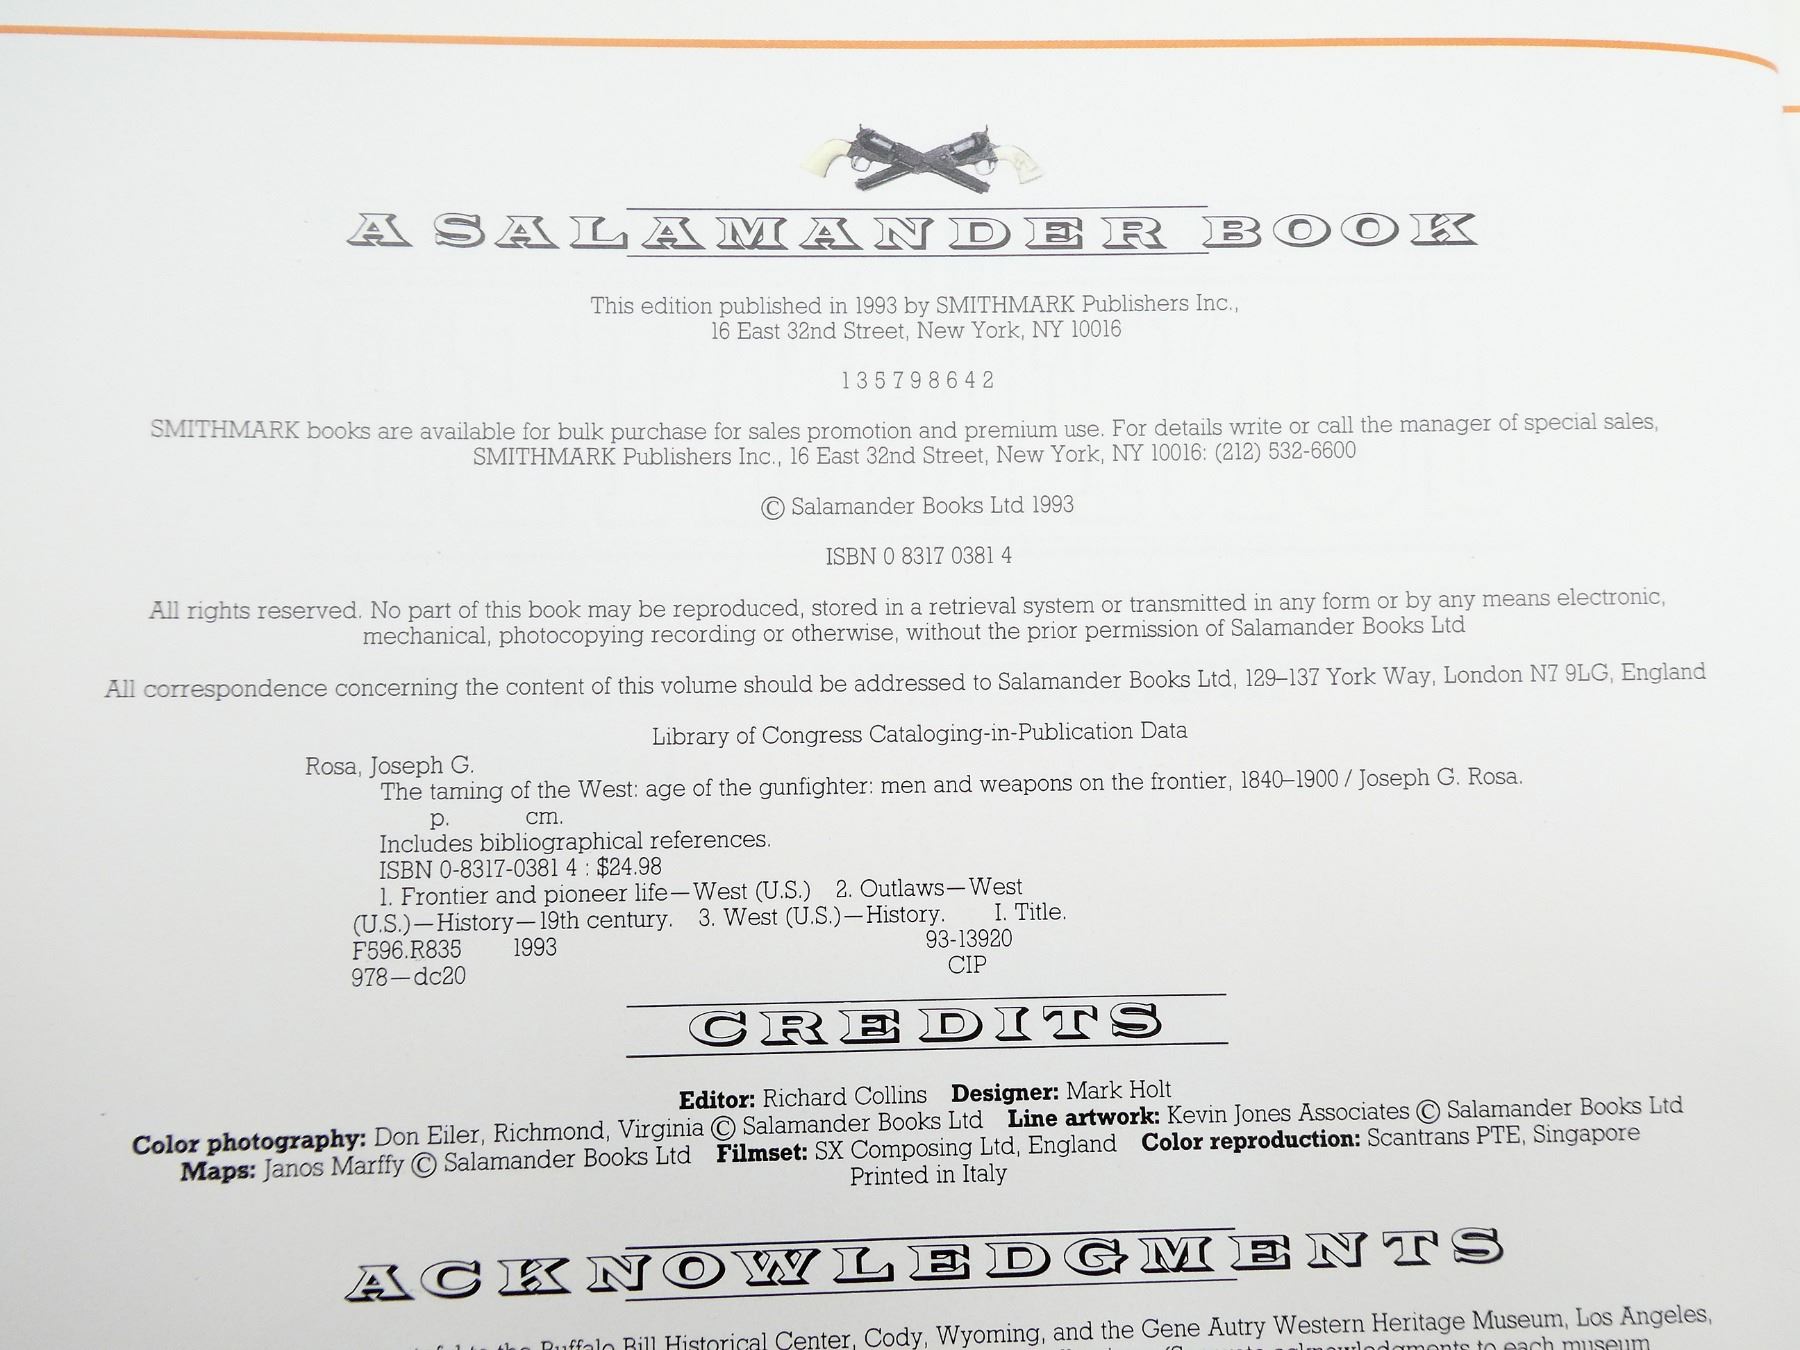 A SALAMANDER BOOK
This edition published in 1993 by SMITHMARK Publishers Inc.,
16 East 32nd Street, New York, NY 10016
1 3 5 7 9 8 6 4 2
SMITHMARK books are available for bulk purchase for sales promotion and premium use. For details write or call the manager of special sales,
SMITHMARK Publishers Inc., 16 East 32nd Street, New York, NY 10016: (212) 532-6600
© Salamander Books Ltd 1993
ISBN 0 8317 0381 4
All rights reserved. No part of this book may be reproduced, stored in a retrieval system or transmitted in any form or by any means electronic,
mechanical, photocopying recording or otherwise, without the prior permission of Salamander Books Ltd
All correspondence concerning the content of this volume should be addressed to Salamander Books Ltd, 129–137 York Way, London N7 9LG, England
Library of Congress Cataloging-in-Publication Data
Rosa, Joseph G.
The taming of the West: age of the gunfighter: men and weapons on the frontier, 1840–1900 / Joseph G. Rosa.
p. cm.
Includes bibliographical references.
ISBN 0-8317-0381 4 : $24.98
1. Frontier and pioneer life—West (U.S.) 2. Outlaws—West
(U.S.)—History—19th century. 3. West (U.S.)—History. I. Title.
F596.R835 1993 93-13920
978—dc20 CIP
CREDITS
Editor: Richard Collins Designer: Mark Holt
Color photography: Don Eiler, Richmond, Virginia © Salamander Books Ltd Line artwork: Kevin Jones Associates © Salamander Books Ltd
Maps: Janos Marffy © Salamander Books Ltd Filmset: SX Composing Ltd, England Color reproduction: Scantrans PTE, Singapore
Printed in Italy
ACKNOWLEDGMENTS
to the Buffalo Bill Historical Center, Cody, Wyoming, and the Gene Autry Western Heritage Museum, Los Angeles,
acknowledgments to each museum